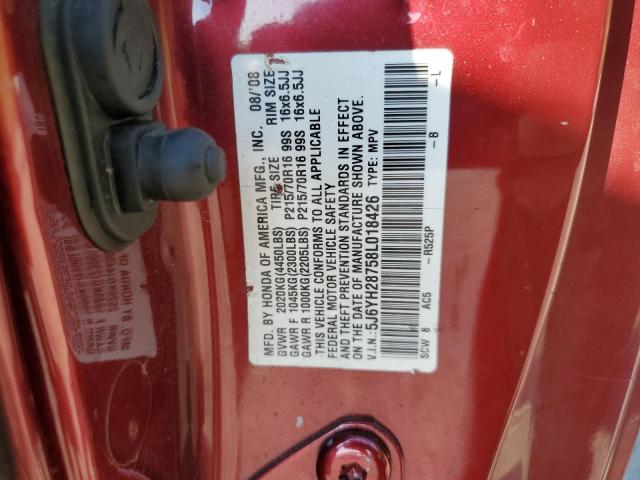 MFD. BY HONDA OF AMERICA MFG., INC. 08/'08
GVWR 2020KG(4450LBS) TIRE SIZE RIM SIZE
GAWR F 1045KG(2300LBS) P215/70R16 99S 16x6.5JJ
GAWR R 1000KG(2205LBS) P215/70R16 99S 16x6.5JJ
THIS VEHICLE CONFORMS TO ALL APPLICABLE
FEDERAL MOTOR VEHICLE SAFETY
AND THEFT PREVENTION STANDARDS IN EFFECT
ON THE DATE OF MANUFACTURE SHOWN ABOVE.
V.I.N.: 5J6YH28758L018426 TYPE: MPV
SCW 8 AC5 -R525P -B -L